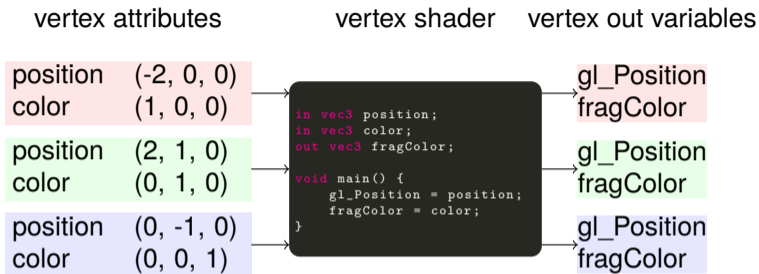 vertex attributes vertex shader vertex out variables
position (-2, 0, 0)
color (1, 0, 0)
position (2, 1, 0)
color (0, 1, 0)
position (0, -1, 0)
color (0, 0, 1)
in vec3 position;
in vec3 color;
out vec3 fragColor;
void main() {
gl_Position = position;
fragColor = color;
}
gl_Position
fragColor
gl_Position
fragColor
gl_Position
fragColor